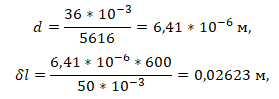 d = 36 * 10⁻³ / 5616 = 6,41 * 10⁻⁶ м,
δl = 6,41 * 10⁻⁶ * 600 / 50 * 10⁻³ = 0,02623 м,